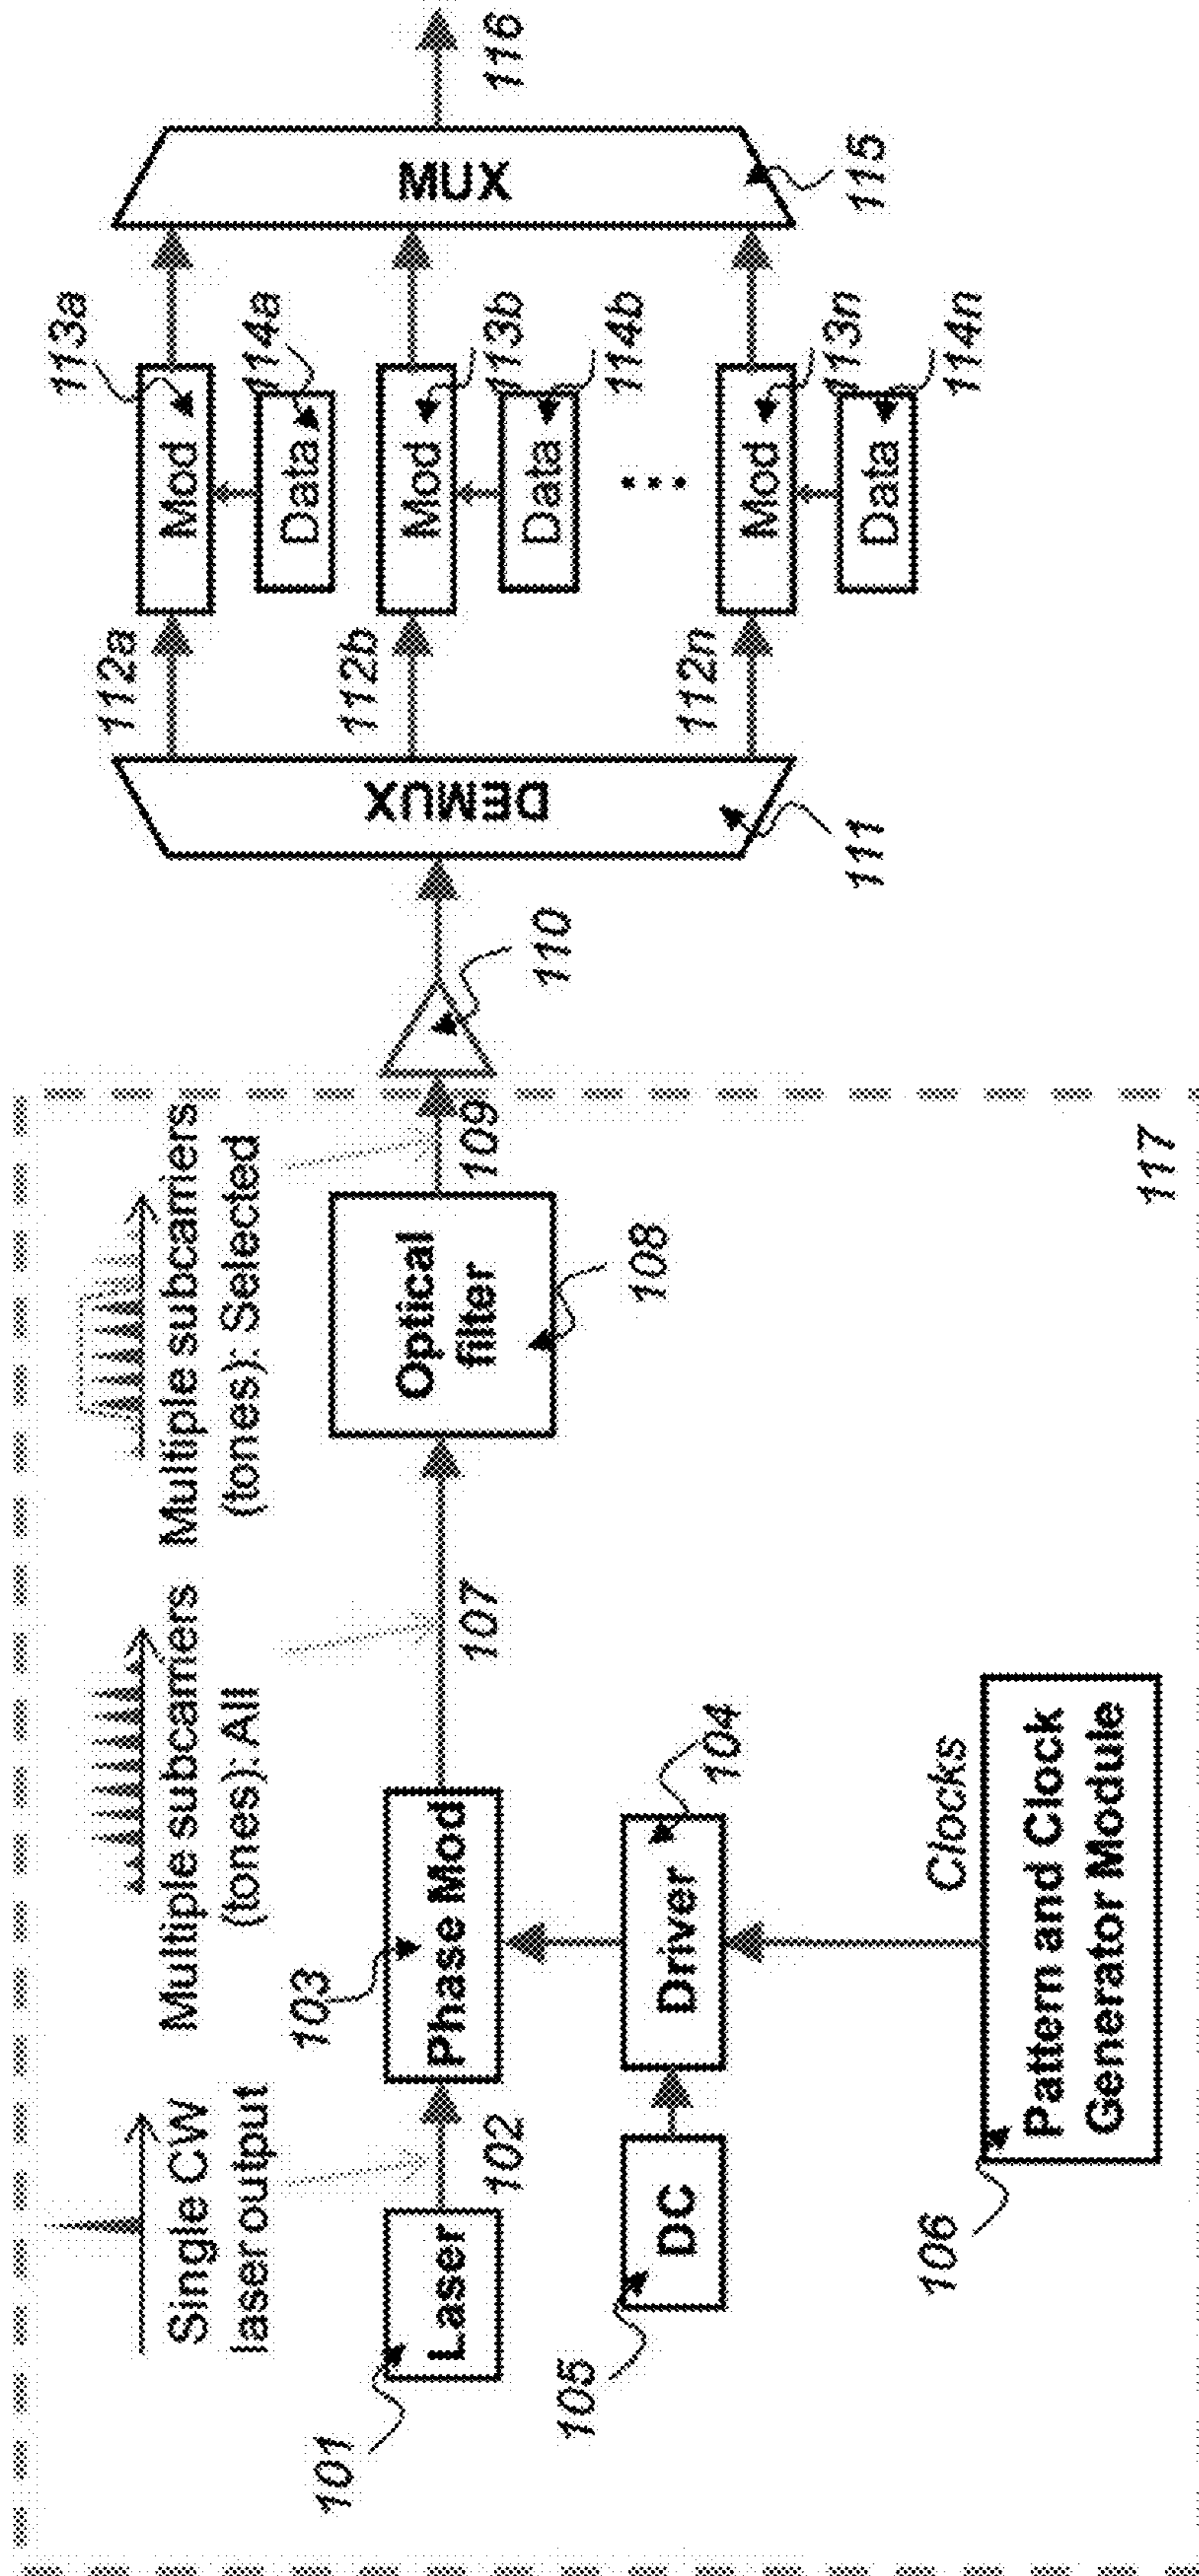 Single CW
laser output
Multiple subcarriers
(tones): All
Multiple subcarriers
(tones): Selected
101
Laser
102
103
Phase Mod
107
Optical
filter
108
109
110
105
DC
Driver
104
Clocks
106
Pattern and Clock
Generator Module
117
DEMUX
111
112a
Mod
113a
Data
114a
112b
Mod
113b
Data
114b
112n
Mod
113n
Data
114n
MUX
115
116